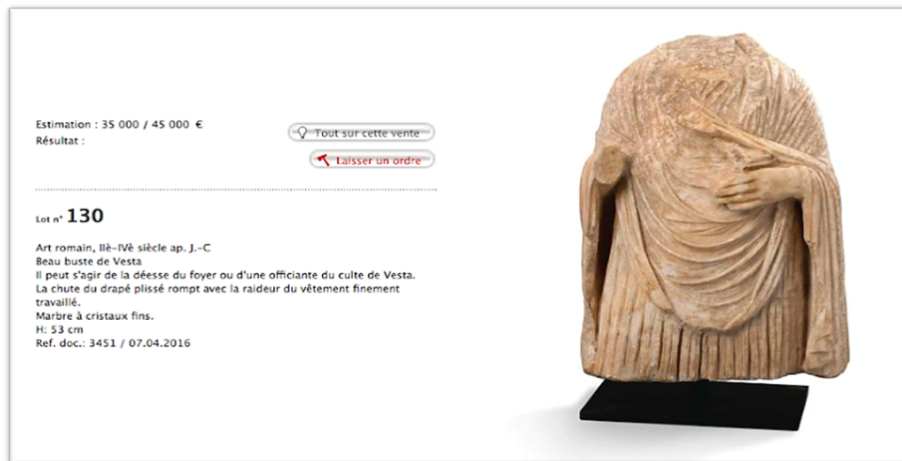 Estimation : 35 000 / 45 000 €
Résultat :
Tout sur cette vente
Laisser un ordre
Lot n° 130
Art romain, IIè-IVè siècle ap. J.-C
Beau buste de Vesta
Il peut s'agir de la déesse du foyer ou d'une officiante du culte de Vesta.
La chute du drapé plissé rompt avec la raideur du vêtement finement
travaillé.
Marbre à cristaux fins.
H: 53 cm
Ref. doc.: 3451 / 07.04.2016